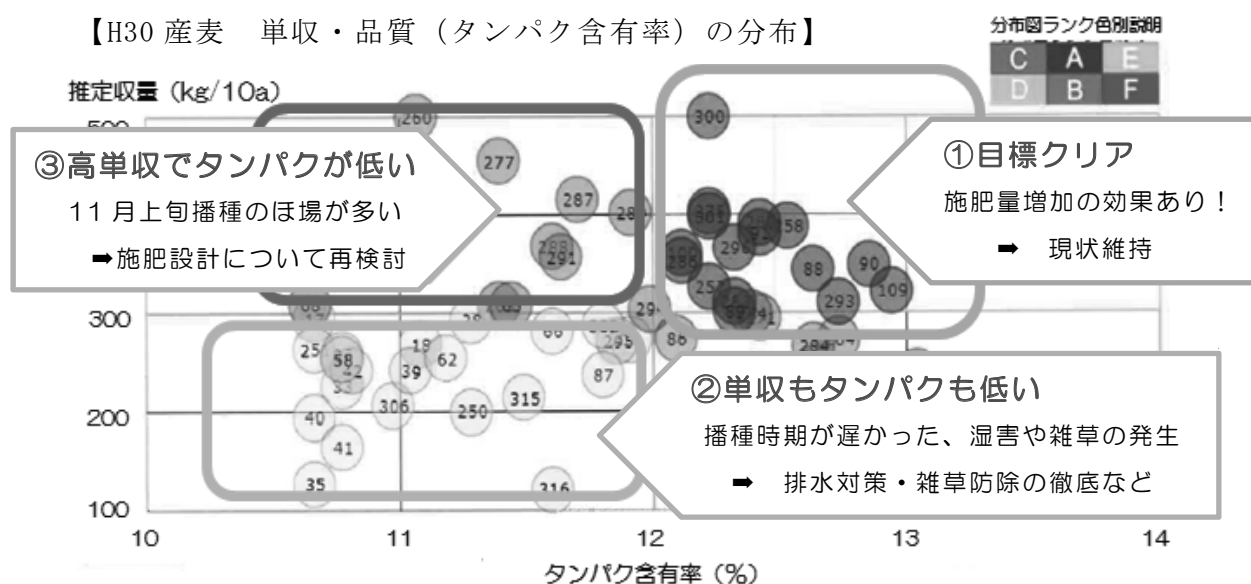 【H30産麦 単収・品質（タンパク含有率）の分布】
分布図ランク色別説明
C A E
D B F
推定収量（kg/10a）
500
300
200
100
10 11 12 13 14
タンパク含有率（%）
③高単収でタンパクが低い
11月上旬播種のほ場が多い
➡施肥設計について再検討
①目標クリア
施肥量増加の効果あり！
➡ 現状維持
②単収もタンパクも低い
播種時期が遅かった、湿害や雑草の発生
➡ 排水対策・雑草防除の徹底など
260
300
277
287
291
88
90
109
293
86
58
39
62
87
40
306
250
315
41
35
316